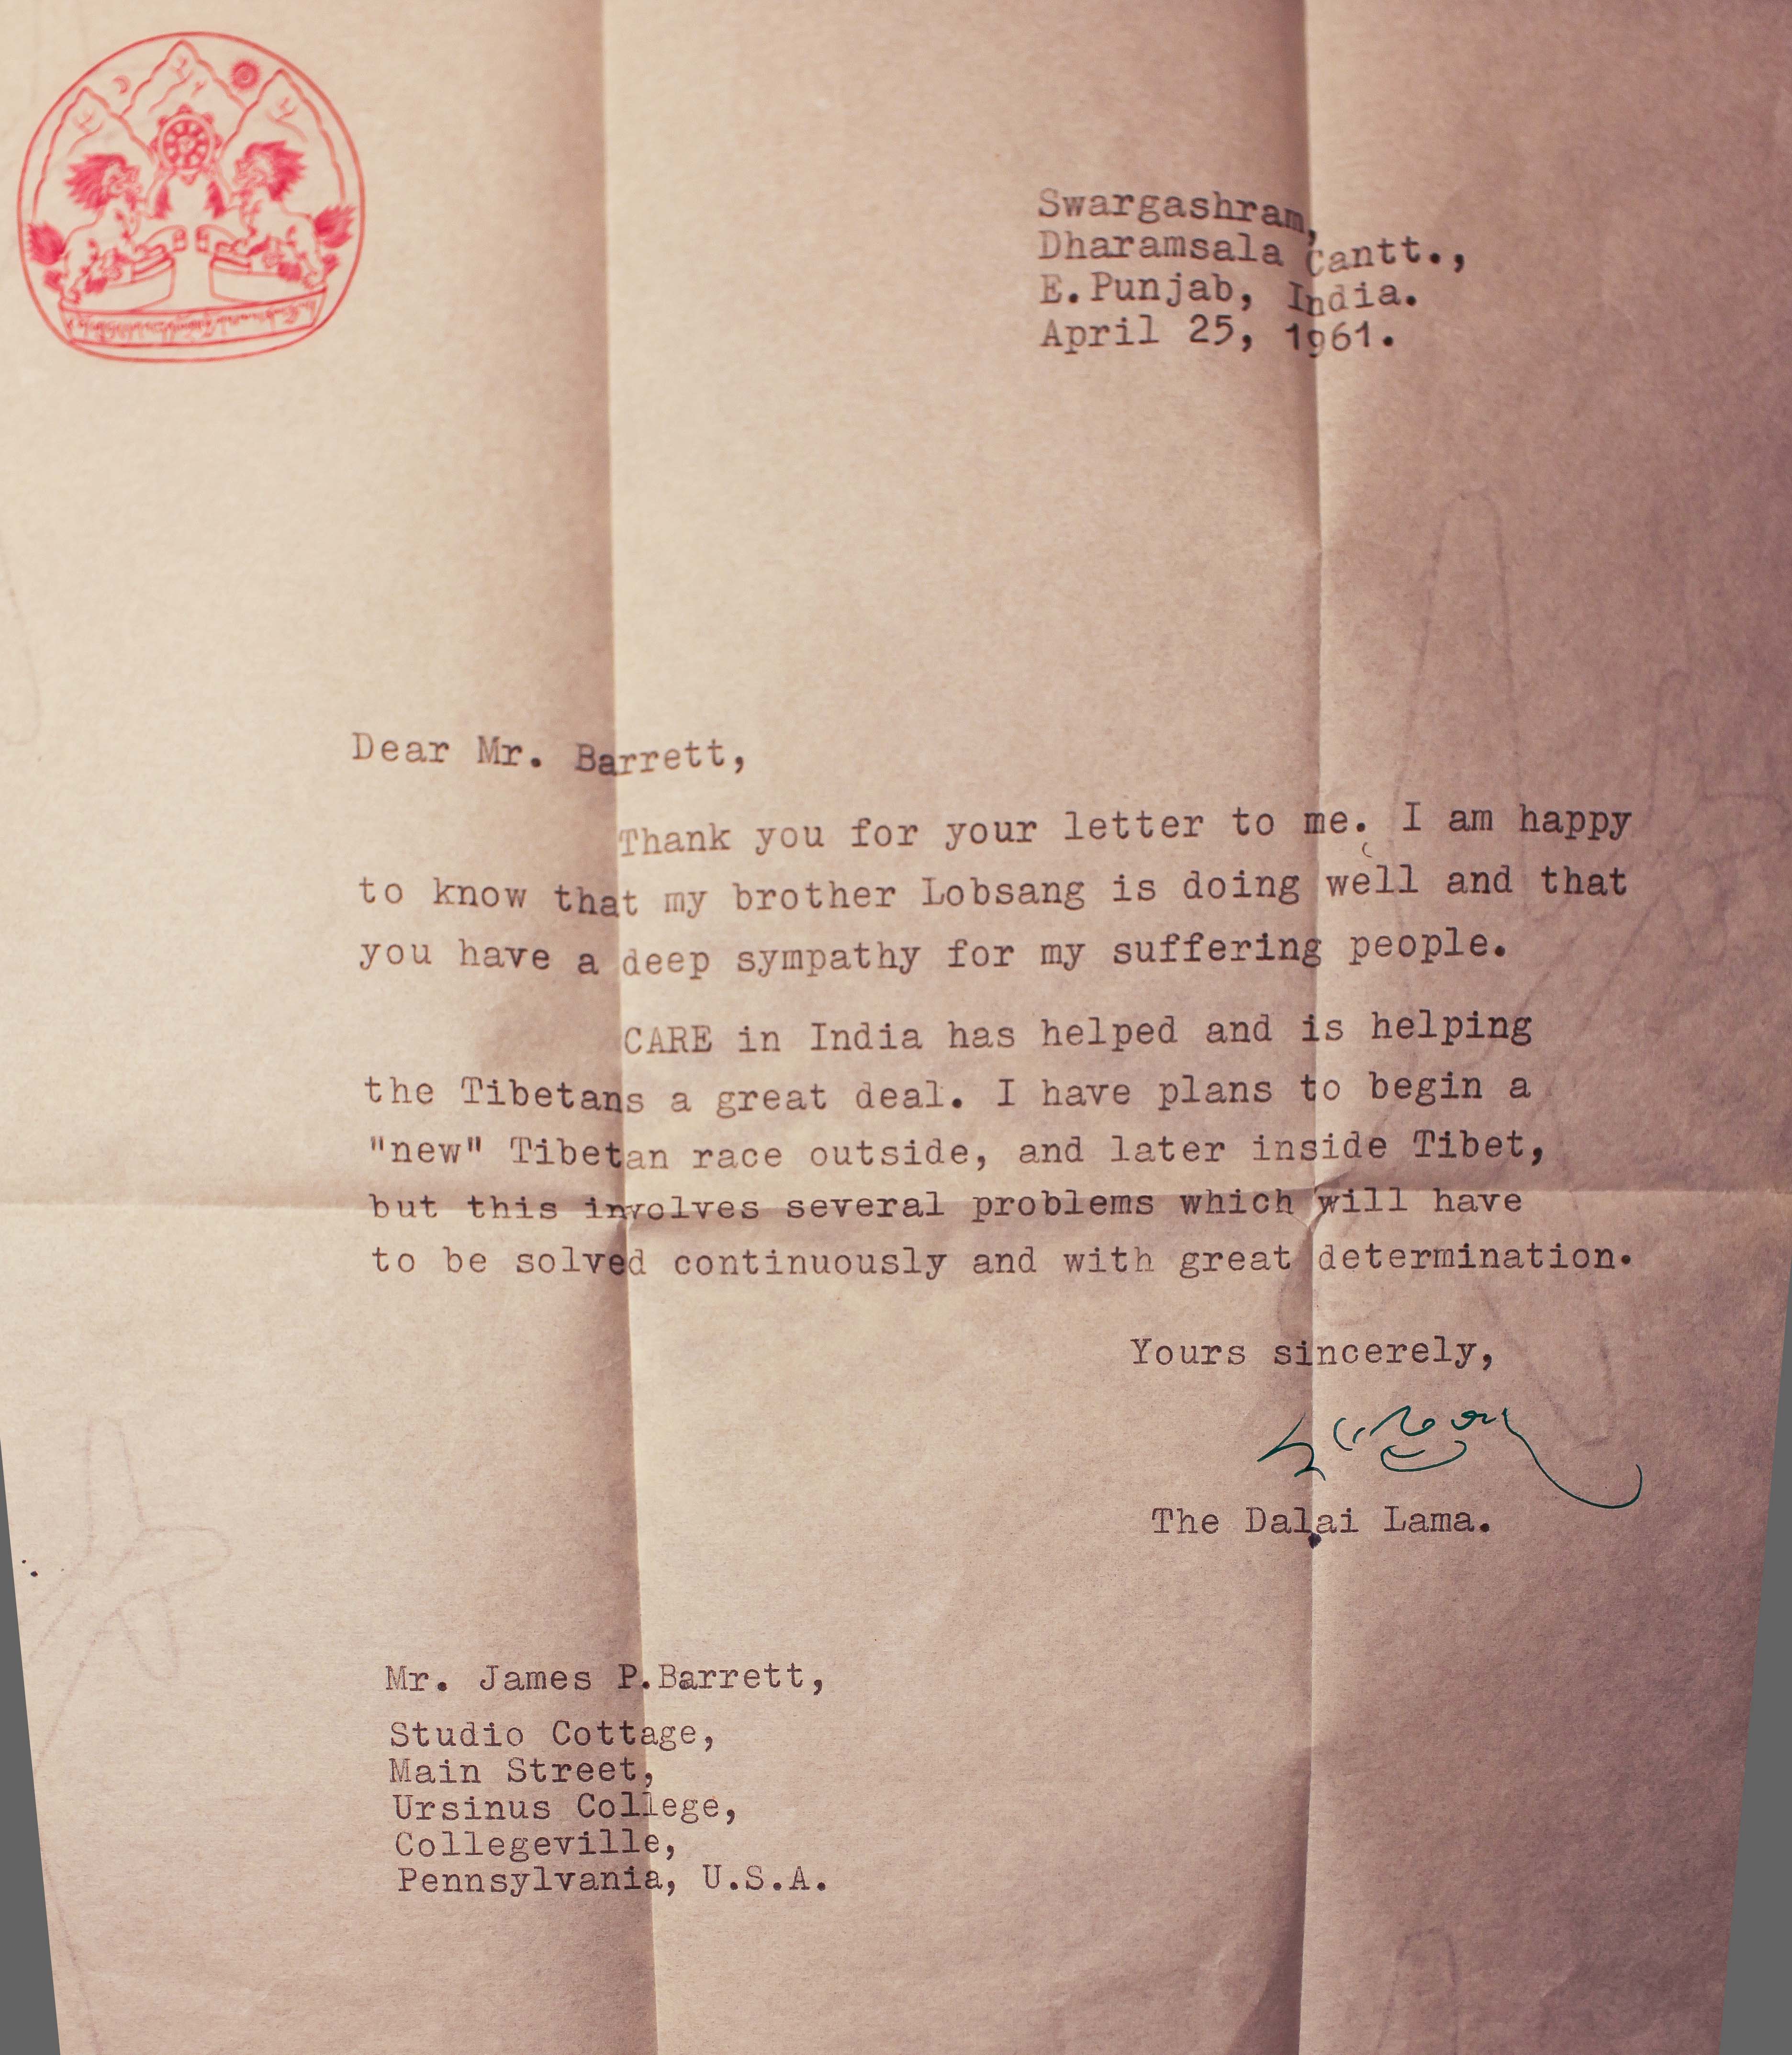 Swargashram,
Dharamsala Cantt.,
E.Punjab, India.
April 25, 1961.
Dear Mr. Barrett,
Thank you for your letter to me. I am happy
to know that my brother Lobsang is doing well and that
you have a deep sympathy for my suffering people.
CARE in India has helped and is helping
the Tibetans a great deal. I have plans to begin a
"new" Tibetan race outside, and later inside Tibet,
but this involves several problems which will have
to be solved continuously and with great determination.
Yours sincerely,
The Dalai Lama.
Mr. James P.Barrett,
Studio Cottage,
Main Street,
Ursinus College,
Collegeville,
Pennsylvania, U.S.A.